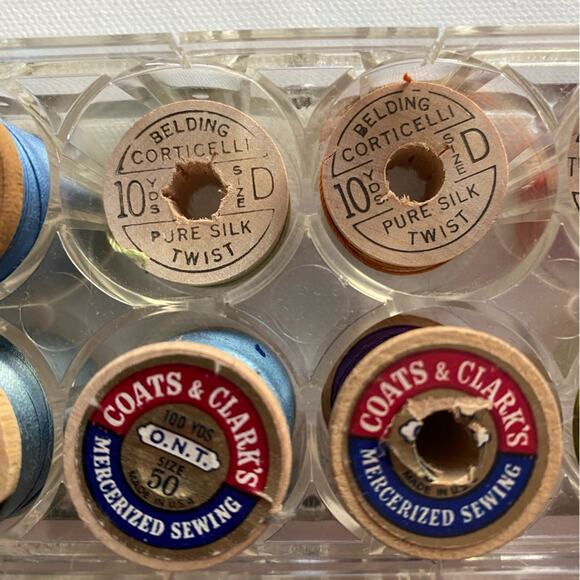 BELDING
CORTICELLI
10 YDS SIZE D
PURE SILK
TWIST
BELDING
CORTICELLI
10 YDS SIZE D
PURE SILK
TWIST
COATS & CLARK'S
100 YDS
O.N.T.
SIZE
50
MADE IN U.S.A
MERCERIZED SEWING
COATS & CLARK'S
MADE IN U.S.
MERCERIZED SEWING